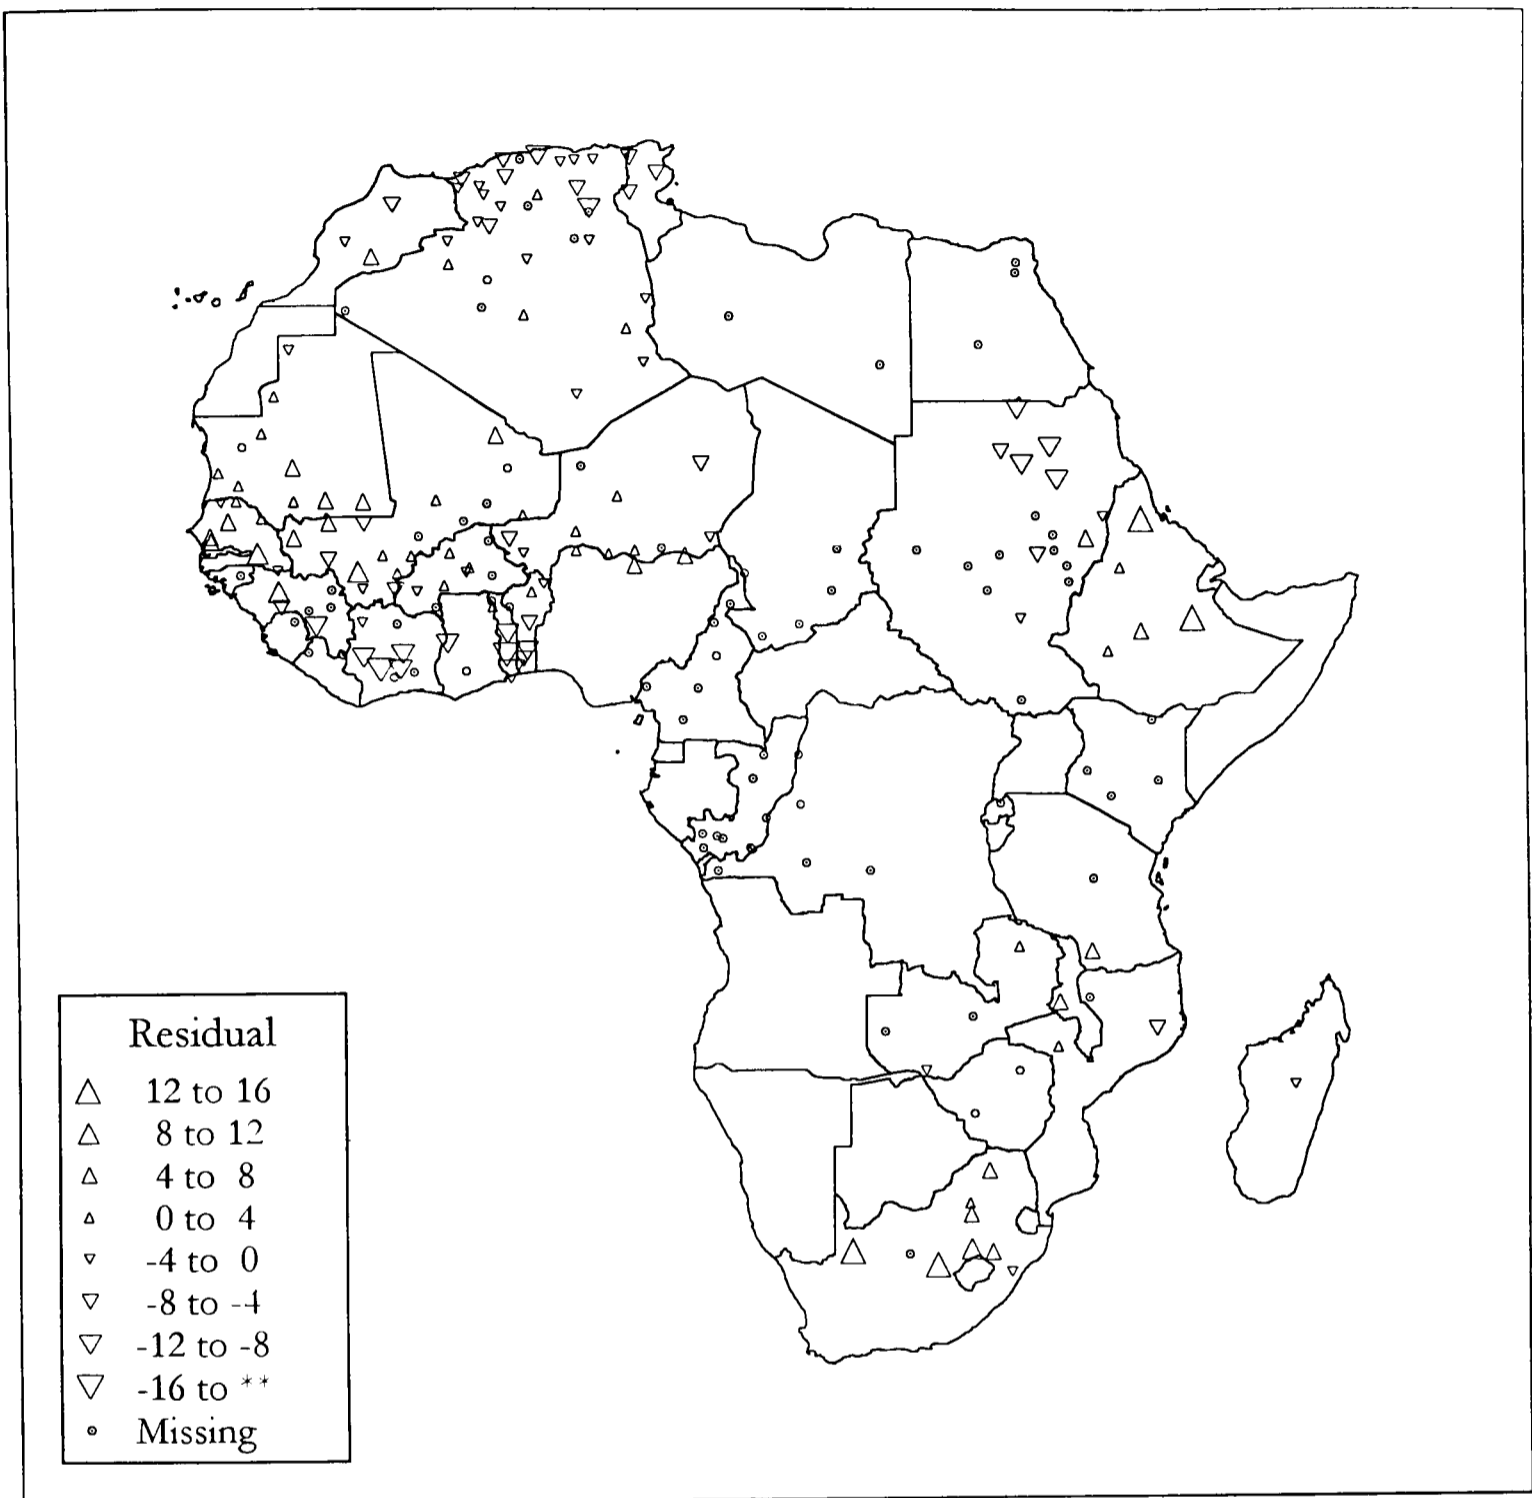 Residual
12 to 16
8 to 12
4 to 8
0 to 4
-4 to 0
-8 to -4
-12 to -8
-16 to **
Missing